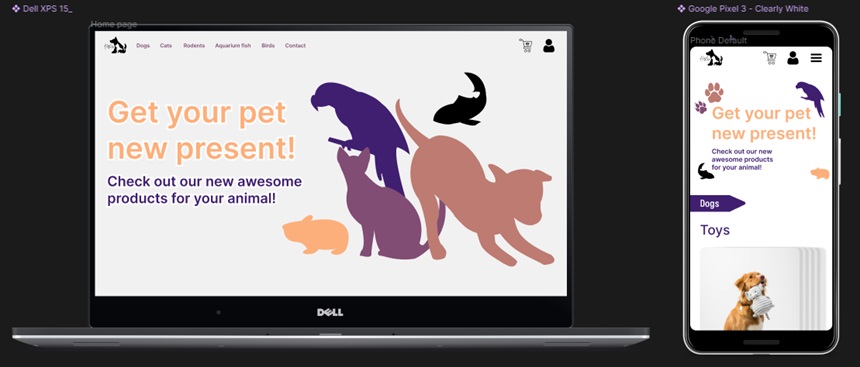 Dell XPS 15_
Home page
Dogs Cats Rodents Aquarium fish Birds Contact
Get your pet
new present!
Check out our new awesome
products for your animal!
DELL
Google Pixel 3 - Clearly White
Phone Default
Get your pet
new present!
Check out our new
awesome products
for your animal!
Dogs
Toys